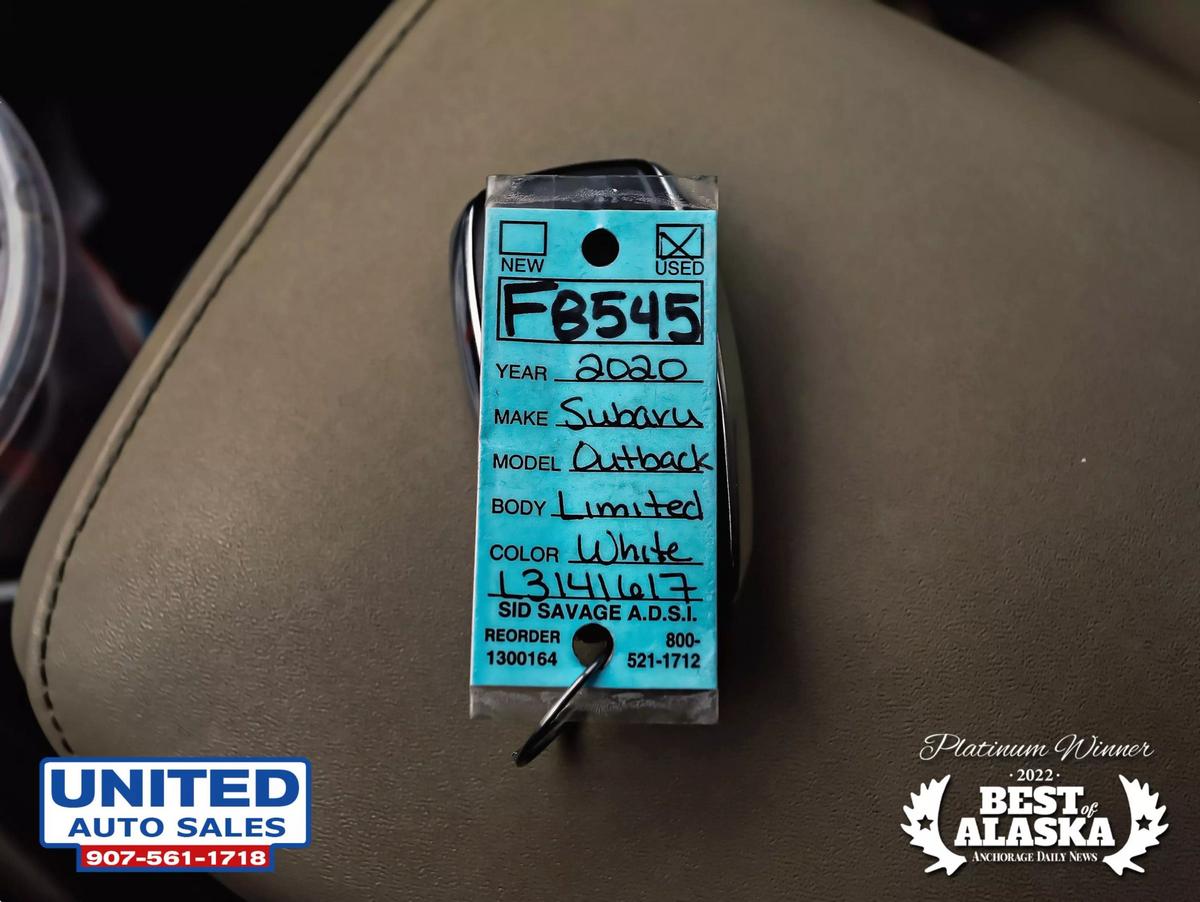 NEW USED
FB545
YEAR 2020
MAKE Subaru
MODEL Outback
BODY Limited
COLOR White
L3141617
SID SAVAGE A.D.S.I.
REORDER 800-
1300164 521-1712
UNITED
AUTO SALES
907-561-1718
Platinum Winner
·2022·
BEST of
ALASKA
ANCHORAGE DAILY NEWS